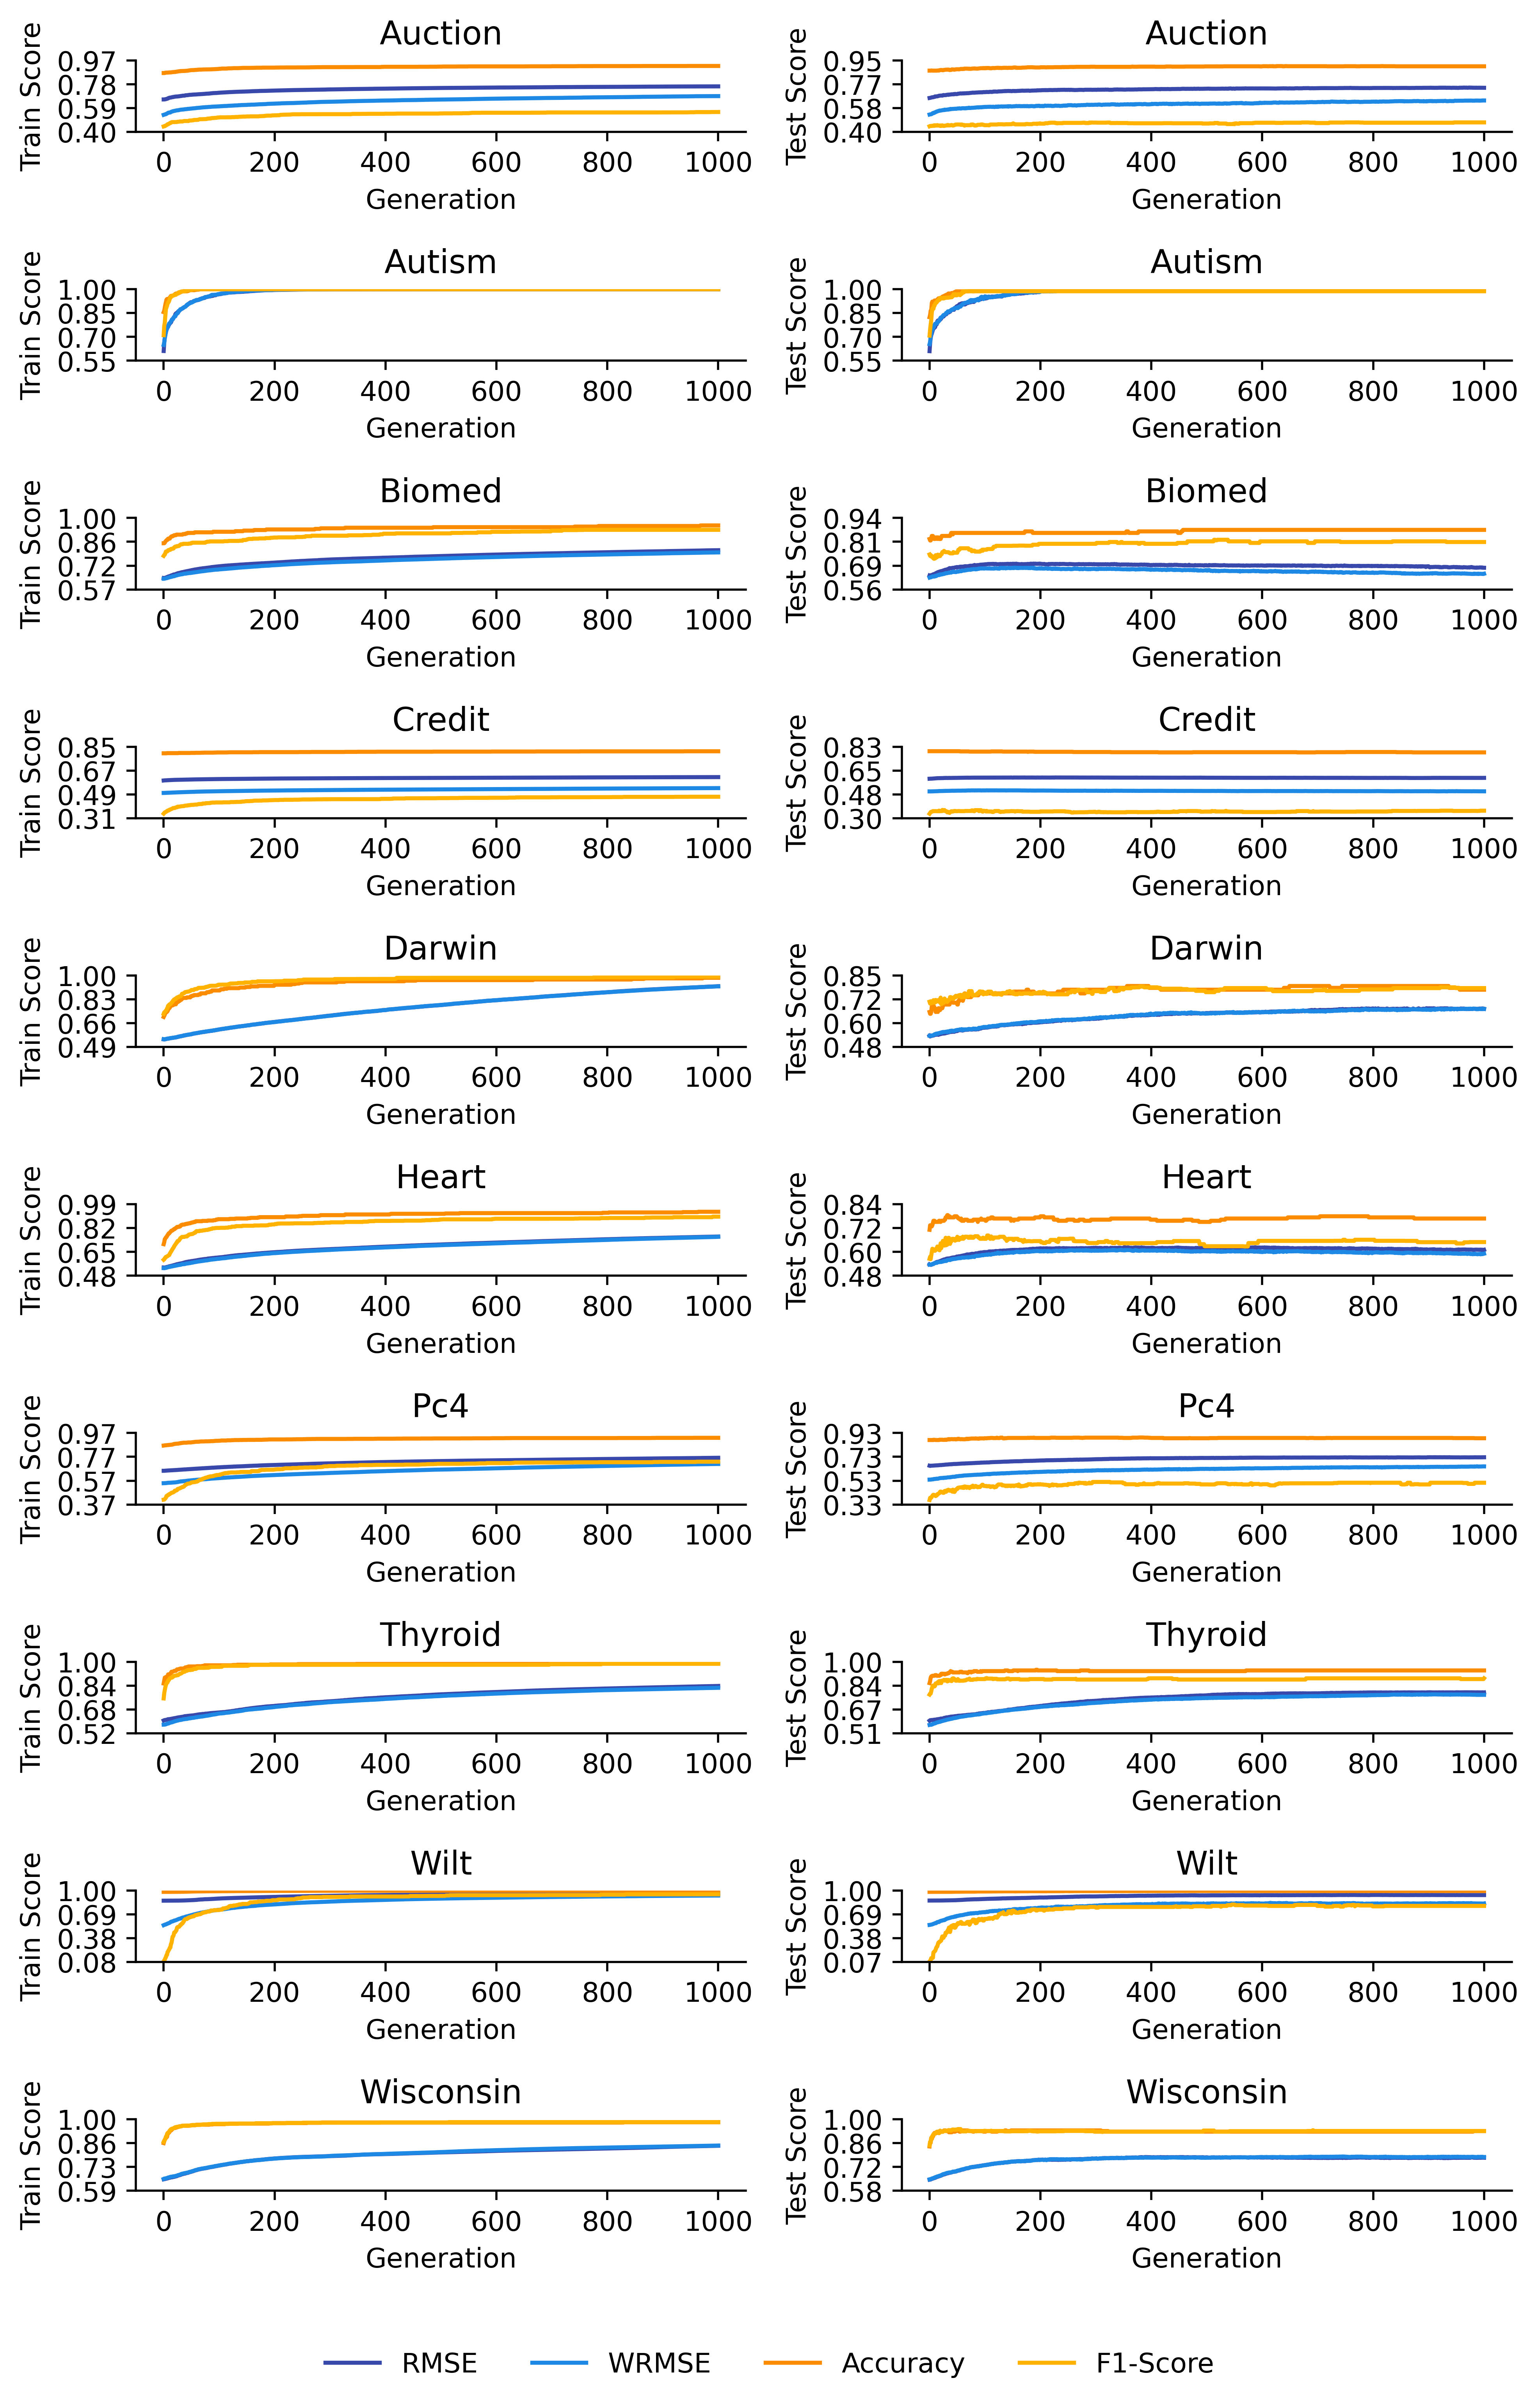 Auction
Train Score
0.97
0.78
0.59
0.40
0 200 400 600 800 1000
Generation
Auction
Test Score
0.95
0.77
0.58
0.40
0 200 400 600 800 1000
Generation
Autism
Train Score
1.00
0.85
0.70
0.55
0 200 400 600 800 1000
Generation
Autism
Test Score
1.00
0.85
0.70
0.55
0 200 400 600 800 1000
Generation
Biomed
Train Score
1.00
0.86
0.72
0.57
0 200 400 600 800 1000
Generation
Biomed
Test Score
0.94
0.81
0.69
0.56
0 200 400 600 800 1000
Generation
Credit
Train Score
0.85
0.67
0.49
0.31
0 200 400 600 800 1000
Generation
Credit
Test Score
0.83
0.65
0.48
0.30
0 200 400 600 800 1000
Generation
Darwin
Train Score
1.00
0.83
0.66
0.49
0 200 400 600 800 1000
Generation
Darwin
Test Score
0.85
0.72
0.60
0.48
0 200 400 600 800 1000
Generation
Heart
Train Score
0.99
0.82
0.65
0.48
0 200 400 600 800 1000
Generation
Heart
Test Score
0.84
0.72
0.60
0.48
0 200 400 600 800 1000
Generation
Pc4
Train Score
0.97
0.77
0.57
0.37
0 200 400 600 800 1000
Generation
Pc4
Test Score
0.93
0.73
0.53
0.33
0 200 400 600 800 1000
Generation
Thyroid
Train Score
1.00
0.84
0.68
0.52
0 200 400 600 800 1000
Generation
Thyroid
Test Score
1.00
0.84
0.67
0.51
0 200 400 600 800 1000
Generation
Wilt
Train Score
1.00
0.69
0.38
0.08
0 200 400 600 800 1000
Generation
Wilt
Test Score
1.00
0.69
0.38
0.07
0 200 400 600 800 1000
Generation
Wisconsin
Train Score
1.00
0.86
0.73
0.59
0 200 400 600 800 1000
Generation
Wisconsin
Test Score
1.00
0.86
0.72
0.58
0 200 400 600 800 1000
Generation
RMSE WRMSE Accuracy F1-Score